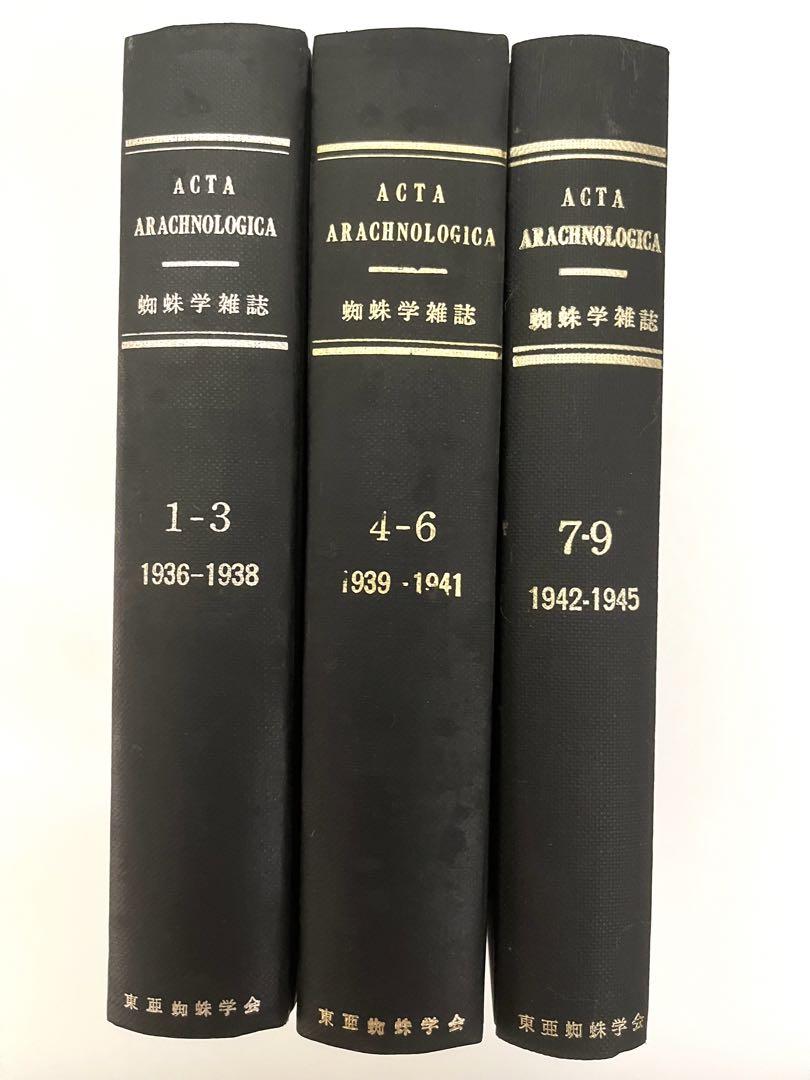 ACTA
ARACHNOLOGICA
蜘蛛学雑誌
1-3
1936-1938
東亜蜘蛛学会
ACTA
ARACHNOLOGICA
蜘蛛学雑誌
4-6
1939-1941
東亜蜘蛛学会
ACTA
ARACHNOLOGICA
蜘蛛学雑誌
7-9
1942-1945
東亜蜘蛛学会